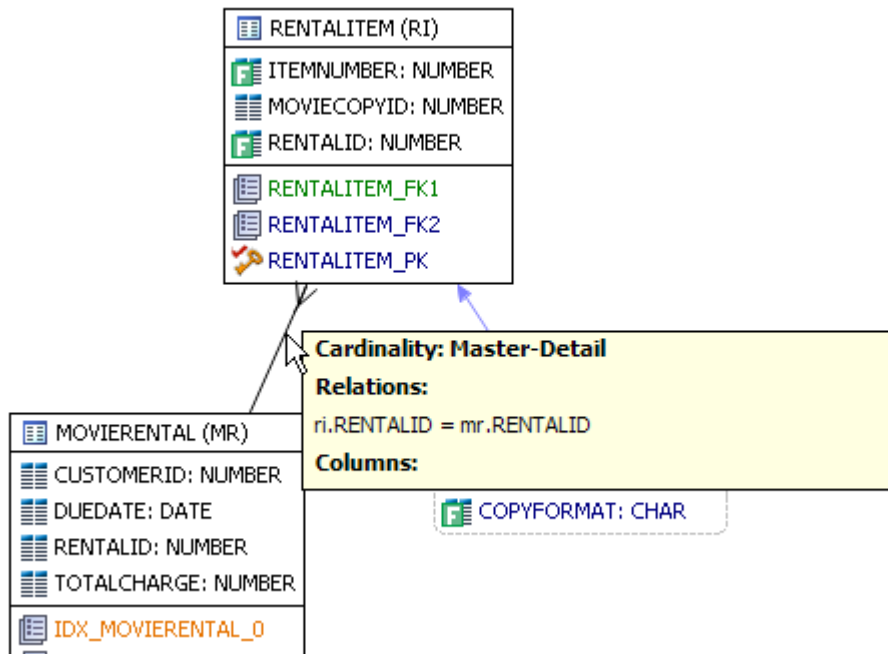 RENTALITEM (RI)
ITEMNUMBER: NUMBER
MOVIECOPYID: NUMBER
RENTALID: NUMBER
RENTALITEM_FK1
RENTALITEM_FK2
RENTALITEM_PK
Cardinality: Master-Detail
Relations:
ri.RENTALID = mr.RENTALID
Columns:
MOVIERENTAL (MR)
CUSTOMERID: NUMBER
DUEDATE: DATE
RENTALID: NUMBER
TOTALCHARGE: NUMBER
IDX_MOVIERENTAL_0
COPYFORMAT: CHAR